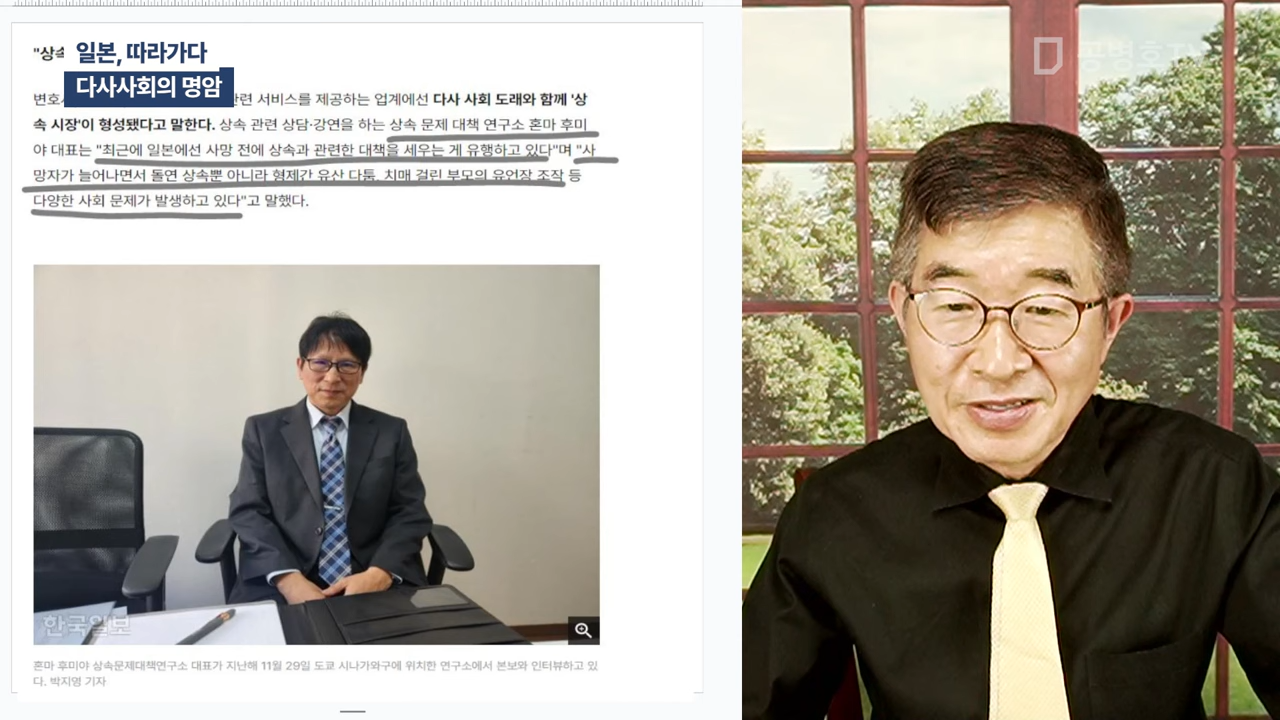 "상속
일본, 따라가다
다사사회의 명암
변호사 관련 서비스를 제공하는 업계에선 다사 사회 도래와 함께 '상
속 시장'이 형성됐다고 말한다. 상속 관련 상담·강연을 하는 상속 문제 대책 연구소 혼마 후미
야 대표는 "최근에 일본에선 사망 전에 상속과 관련한 대책을 세우는 게 유행하고 있다"며 "사
망자가 늘어나면서 돌연 상속뿐 아니라 형제간 유산 다툼, 치매 걸린 부모의 유언장 조작 등
다양한 사회 문제가 발생하고 있다"고 말했다.
한국일보
혼마 후미야 상속문제대책연구소 대표가 지난해 11월 29일 도쿄 시나가와구에 위치한 연구소에서 본보와 인터뷰하고 있
다. 박지영 기자
공병호TV